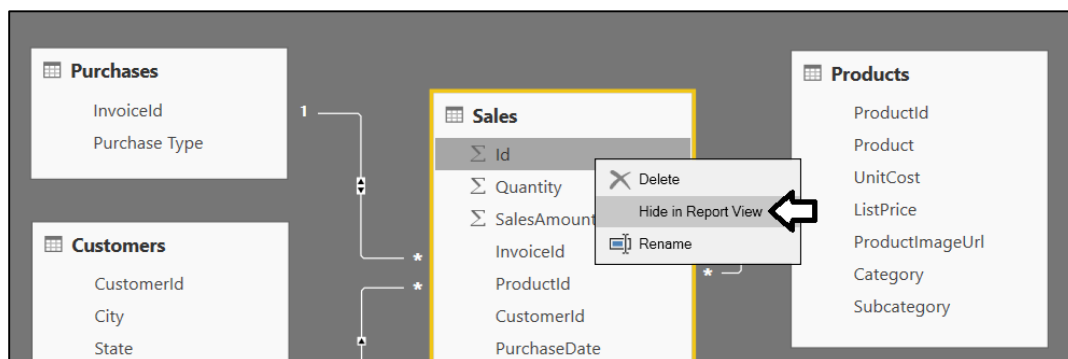 Purchases
InvoiceId
Purchase Type
1
Customers
CustomerId
City
State
*
*
Sales
Id
Quantity
SalesAmount
InvoiceId
ProductId
CustomerId
PurchaseDate
Delete
Hide in Report View
Rename
*
Products
ProductId
Product
UnitCost
ListPrice
ProductImageUrl
Category
Subcategory